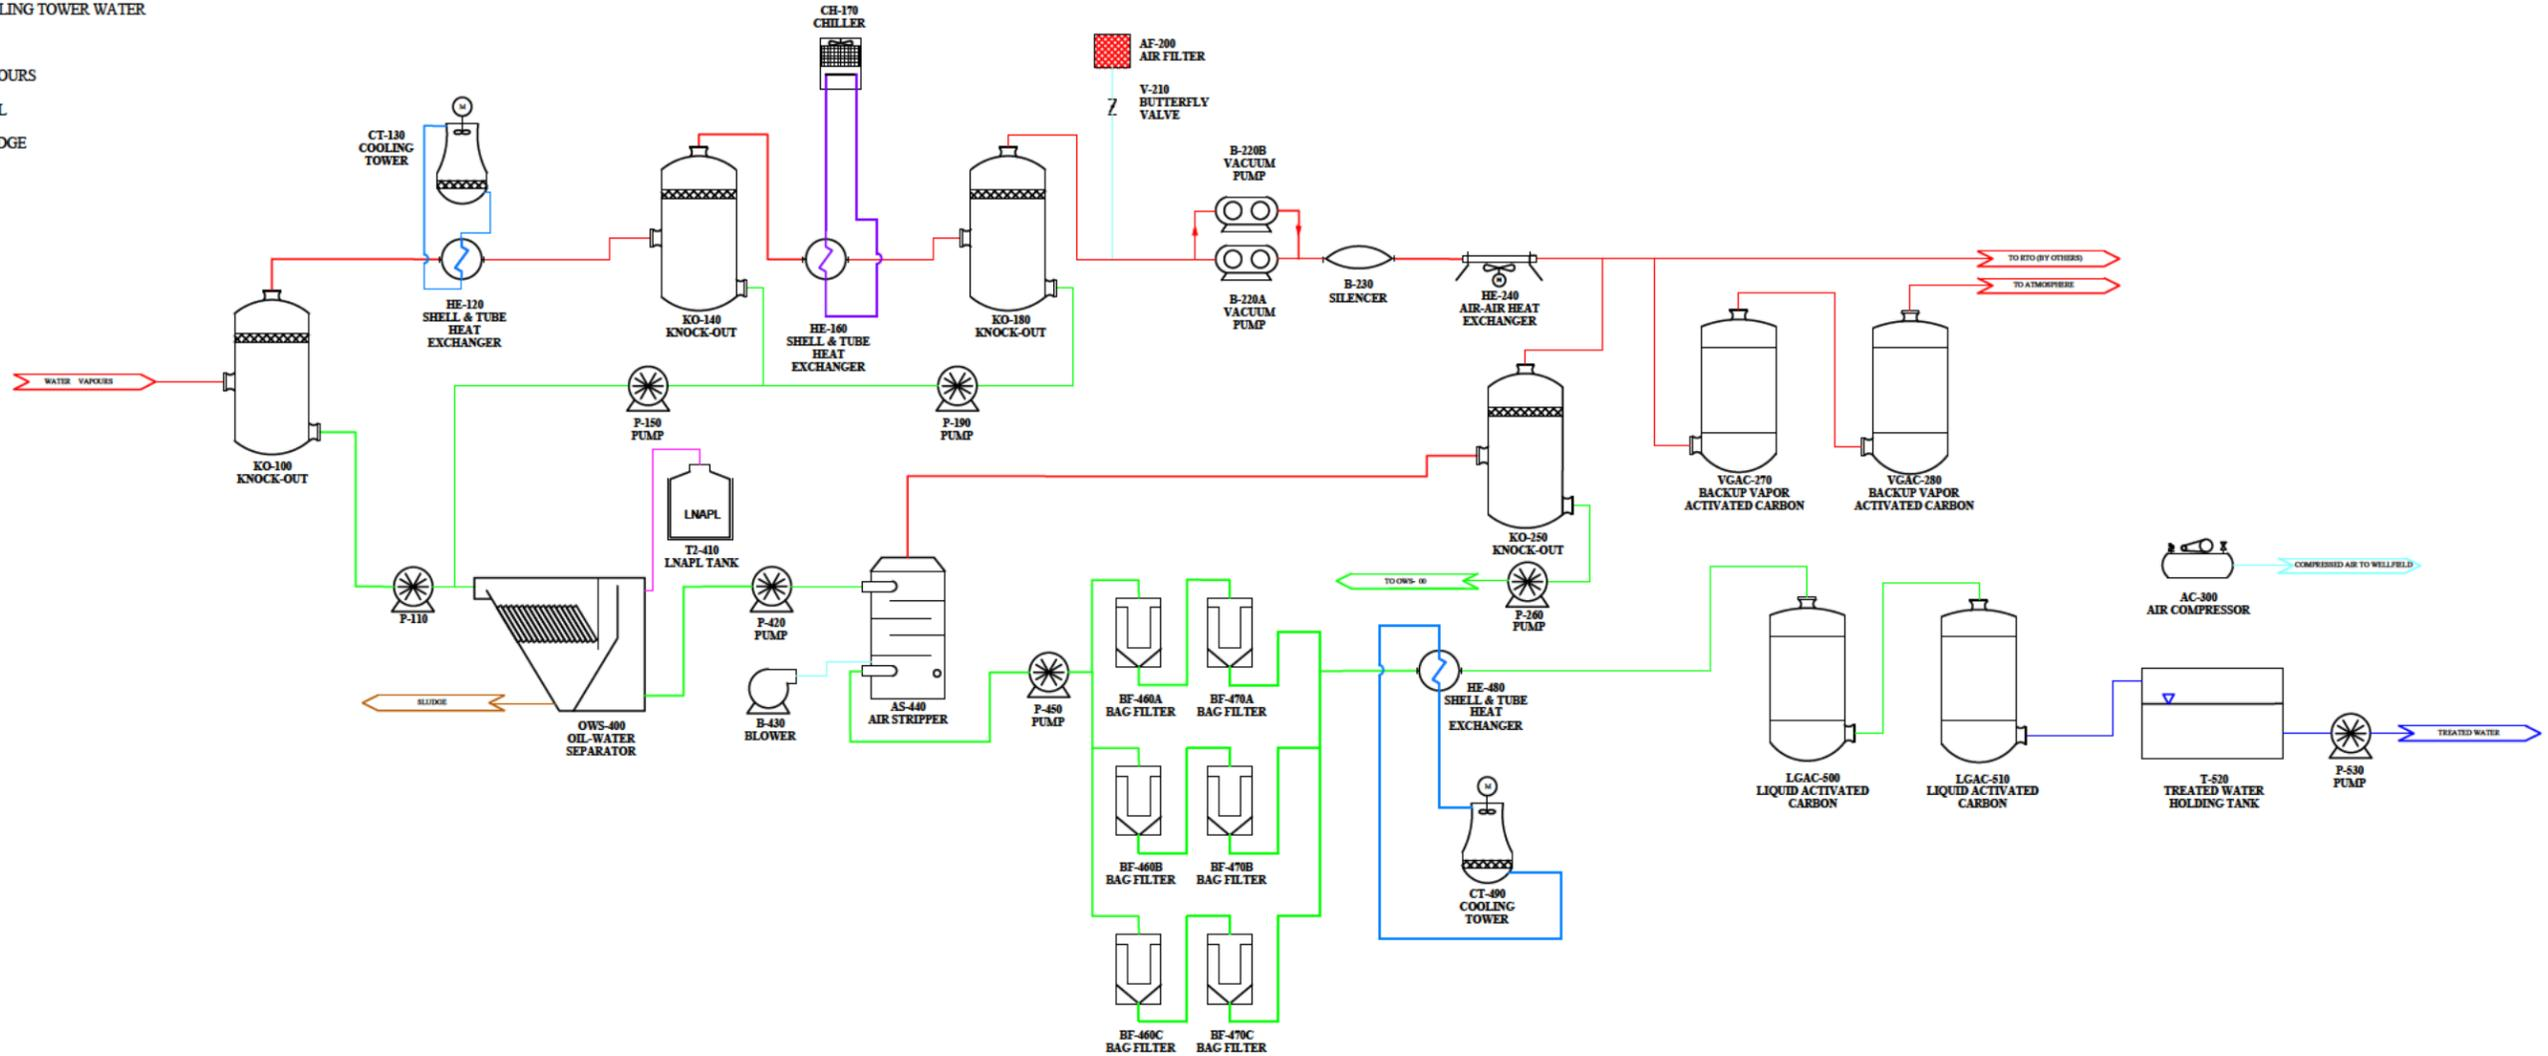 LING TOWER WATER
OURS
L
DGE
CH-170
CHILLER
AF-200
AIR FILTER
V-210
BUTTERFLY
VALVE
M
CT-130
COOLING
TOWER
B-220B
VACUUM
PUMP
TO RTO (BY OTHERS)
TO ATMOSPHERE
HE-120
SHELL & TUBE
HEAT
EXCHANGER
KO-140
KNOCK-OUT
HE-160
SHELL & TUBE
HEAT
EXCHANGER
KO-180
KNOCK-OUT
B-220A
VACUUM
PUMP
B-230
SILENCER
M
HE-240
AIR-AIR HEAT
EXCHANGER
WATER VAPOURS
P-150
PUMP
P-190
PUMP
KO-100
KNOCK-OUT
VGAC-270
BACKUP VAPOR
ACTIVATED CARBON
VGAC-280
BACKUP VAPOR
ACTIVATED CARBON
LNAPL
T2-410
LNAPL TANK
KO-250
KNOCK-OUT
COMPRESSED AIR TO WELLFIELD
AC-300
AIR COMPRESSOR
TO OWS- 00
P-260
PUMP
P-110
P-420
PUMP
SLUDGE
OWS-400
OIL-WATER
SEPARATOR
B-430
BLOWER
AS-440
AIR STRIPPER
P-450
PUMP
BF-460A
BAG FILTER
BF-470A
BAG FILTER
HE-480
SHELL & TUBE
HEAT
EXCHANGER
TREATED WATER
LGAC-500
LIQUID ACTIVATED
CARBON
LGAC-510
LIQUID ACTIVATED
CARBON
T-520
TREATED WATER
HOLDING TANK
P-530
PUMP
M
BF-460B
BAG FILTER
BF-470B
BAG FILTER
CT-490
COOLING
TOWER
BF-460C
BAG FILTER
BF-470C
BAG FILTER